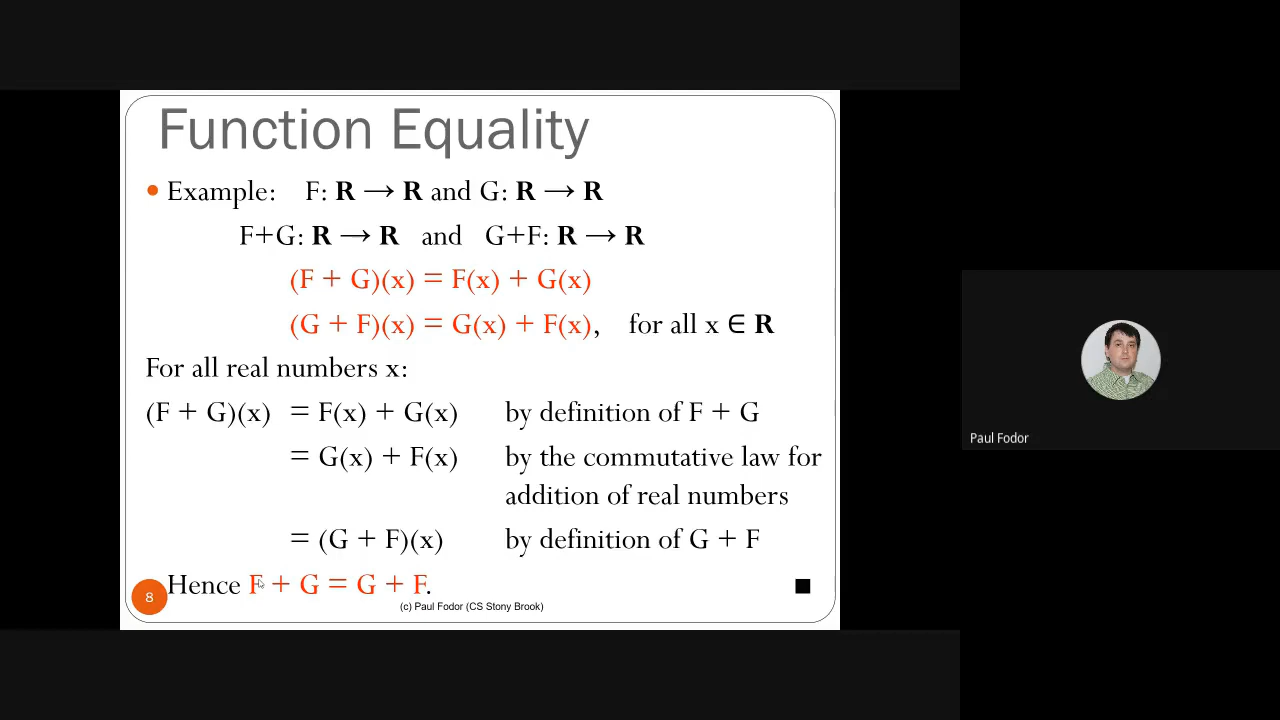 Function Equality
• Example: F: R → R and G: R → R
F+G: R → R and G+F: R → R
(F + G)(x) = F(x) + G(x)
(G + F)(x) = G(x) + F(x), for all x ∈ R
For all real numbers x:
(F + G)(x) = F(x) + G(x) by definition of F + G
= G(x) + F(x) by the commutative law for
addition of real numbers
= (G + F)(x) by definition of G + F
Hence F + G = G + F. ■
8
(c) Paul Fodor (CS Stony Brook)
Paul Fodor